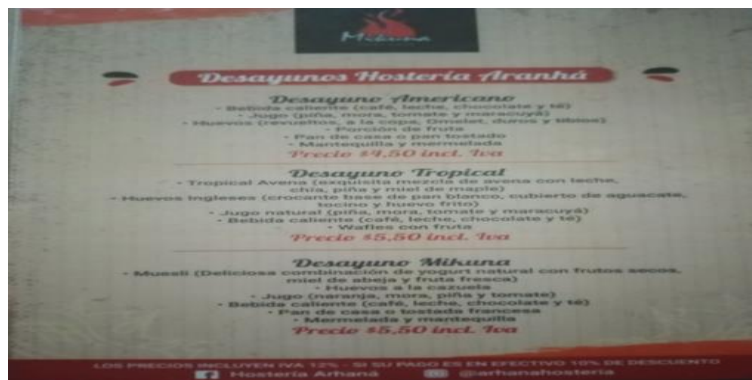 Mikuna
Desayunos Hostería Aranhá
Desayuno Americano
• Bebida caliente (café, leche, chocolate y té)
• Jugo (piña, mora, tomate y maracuyá)
• Huevos (revueltos, a la copa, Omelet, duros y tibios)
• Porción de fruta
• Pan de casa o pan tostado
• Mantequilla y mermelada
Precio $4,50 incl. Iva
Desayuno Tropical
• Tropical Avena (exquisita mezcla de avena con leche,
chía, piña y miel de maple)
• Huevos Ingleses (crocante base de pan blanco, cubierto de aguacate,
tocino y huevo frito)
• Jugo natural (piña, mora, tomate y maracuyá)
• Bebida caliente (café, leche, chocolate y té)
• Wafles con fruta
Precio $5,50 incl. Iva
Desayuno Mikuna
• Muesli (Deliciosa combinación de yogurt natural con frutos secos,
miel de abeja y fruta fresca)
• Huevos a la cazuela
• Jugo (naranja, mora, piña y tomate)
• Bebida caliente (café, leche, chocolate y té)
• Pan de casa o tostada francesa
• Mermelada y mantequilla
Precio $5,50 incl. Iva
LOS PRECIOS INCLUYEN IVA 12% - SI SU PAGO ES EN EFECTIVO 10% DE DESCUENTO
Hostería Arhaná @arhanahosteria